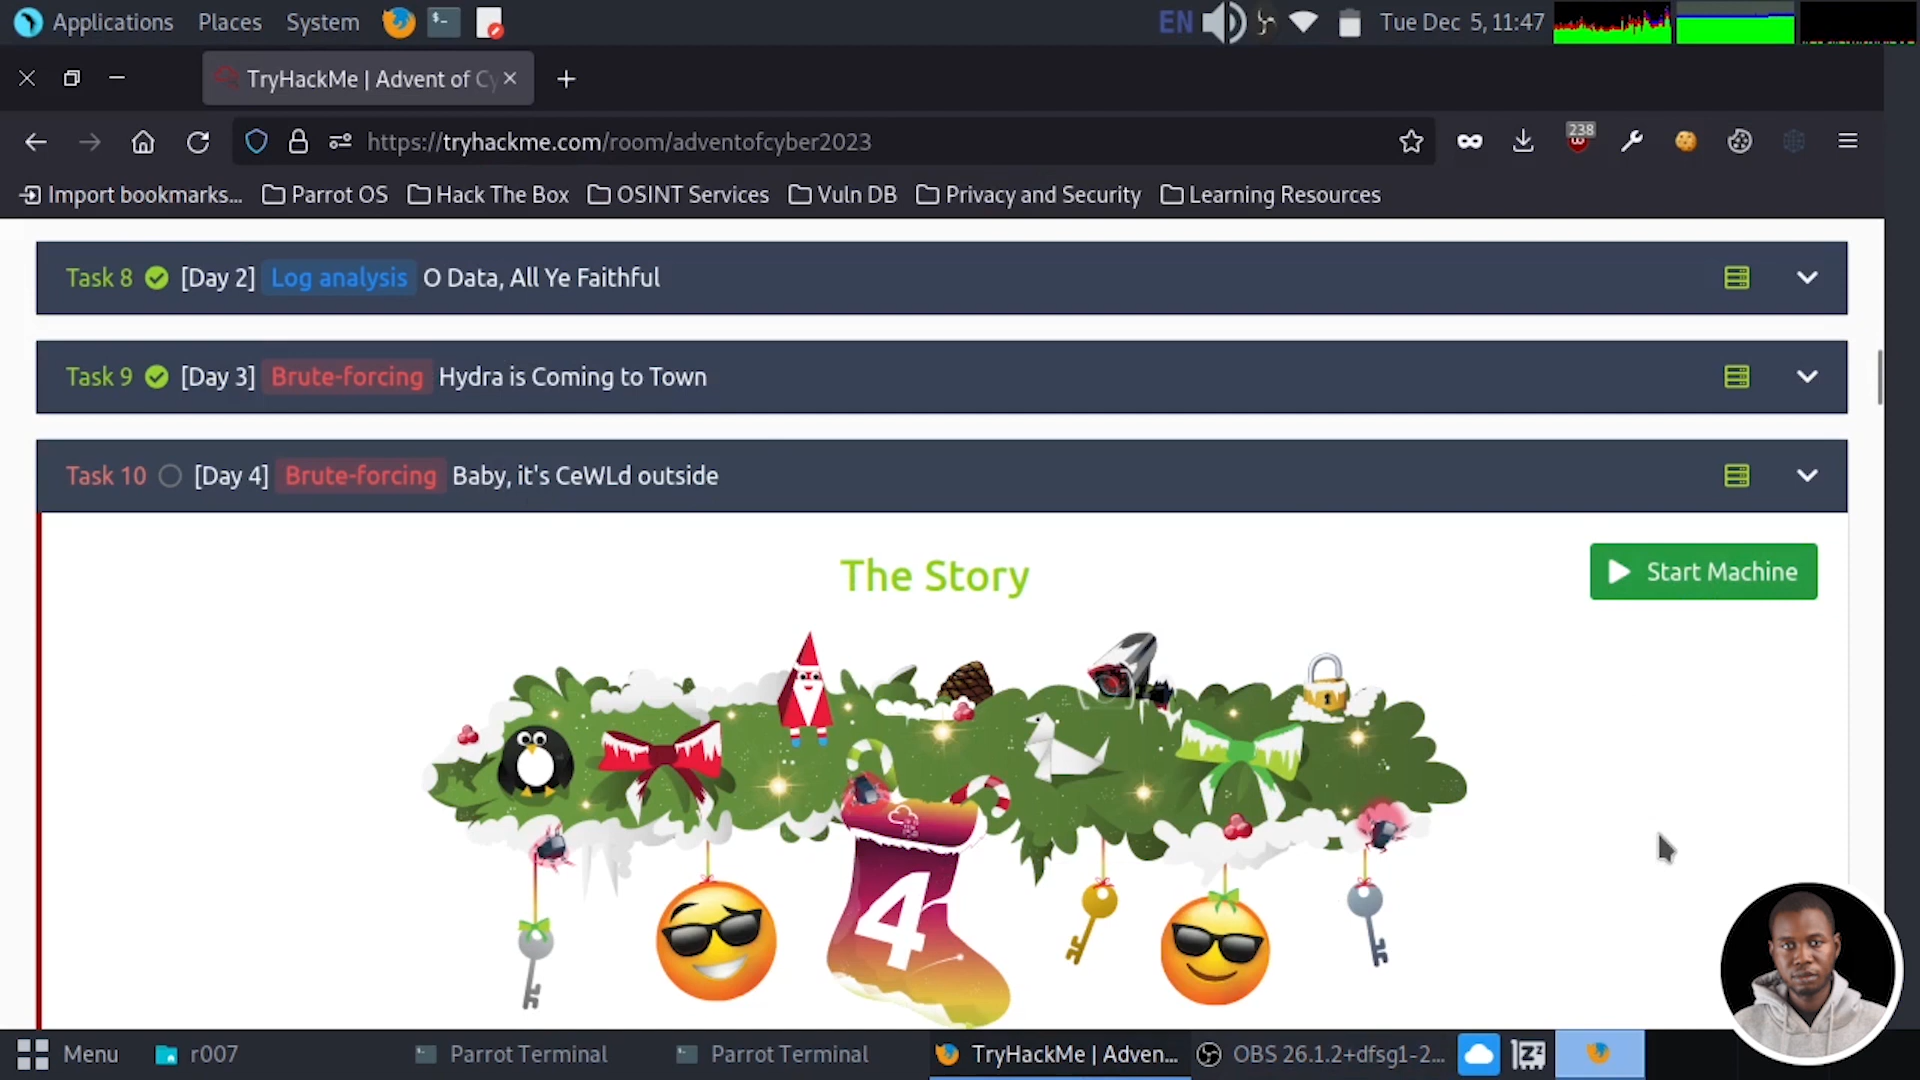 Applications Places System EN Tue Dec 5, 11:47
TryHackMe | Advent of Cy
https://tryhackme.com/room/adventofcyber2023 238
Import bookmarks... Parrot OS Hack The Box OSINT Services Vuln DB Privacy and Security Learning Resources
Task 8 [Day 2] Log analysis O Data, All Ye Faithful
Task 9 [Day 3] Brute-forcing Hydra is Coming to Town
Task 10 [Day 4] Brute-forcing Baby, it's CeWLd outside
The Story
Start Machine
4
Menu r007 Parrot Terminal Parrot Terminal TryHackMe | Adven... OBS 26.1.2+dfsg1-2...